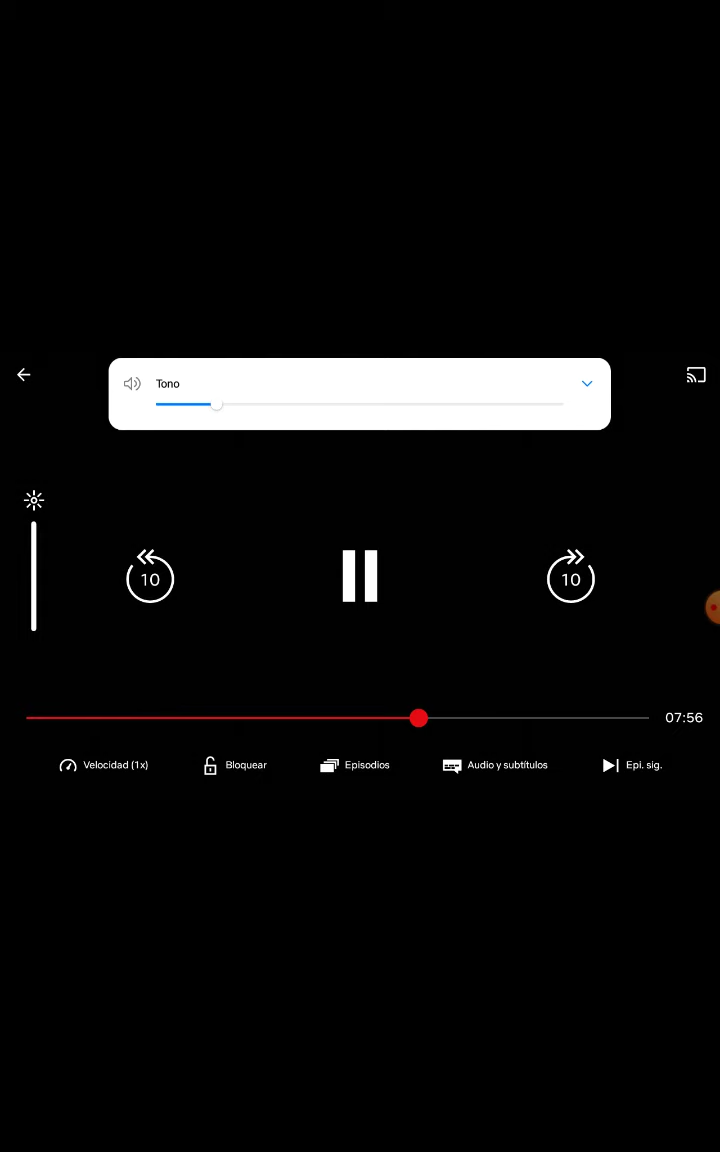 Tono
10
10
07:56
Velocidad (1x)
Bloquear
Episodios
Audio y subtítulos
Epi. sig.